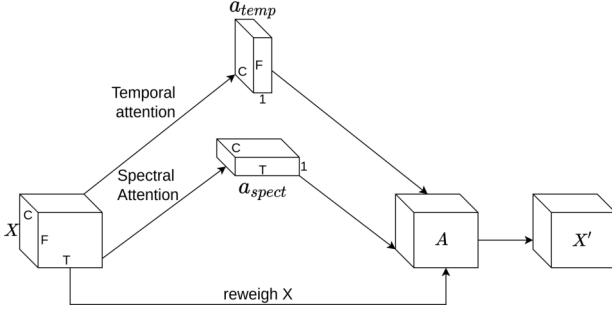 a_temp
C
F
1
Temporal
attention
C
T
1
a_spect
Spectral
Attention
X
C
F
T
A
X′
reweigh X